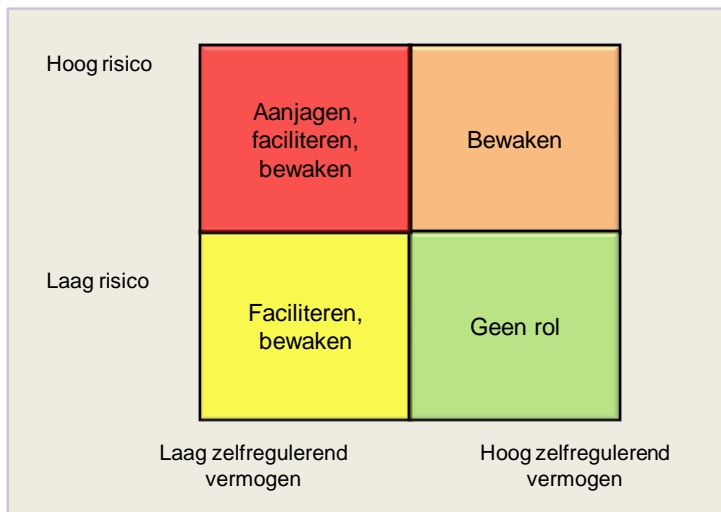 Hoog risico
Aanjagen,
faciliteren,
bewaken
Bewaken
Laag risico
Faciliteren,
bewaken
Geen rol
Laag zelfregulerend
vermogen
Hoog zelfregulerend
vermogen